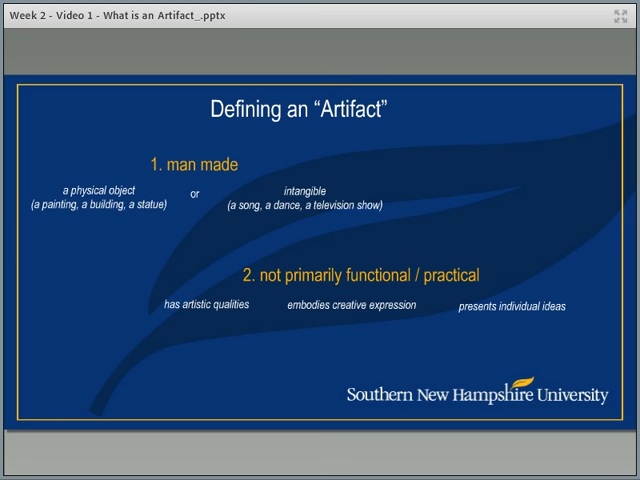 Week 2 - Video 1 - What is an Artifact_.pptx
Defining an “Artifact”
1. man made
a physical object
(a painting, a building, a statue)
or
intangible
(a song, a dance, a television show)
2. not primarily functional / practical
has artistic qualities
embodies creative expression
presents individual ideas
Southern New Hampshire University